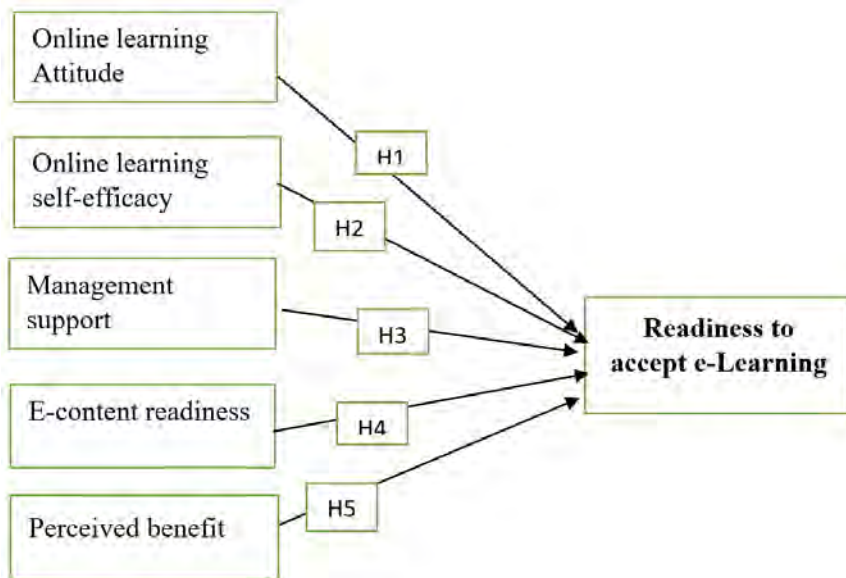 Online learning
Attitude
H1
Online learning
self-efficacy
H2
Management
support
H3
Readiness to
accept e-Learning
E-content readiness
H4
Perceived benefit
H5